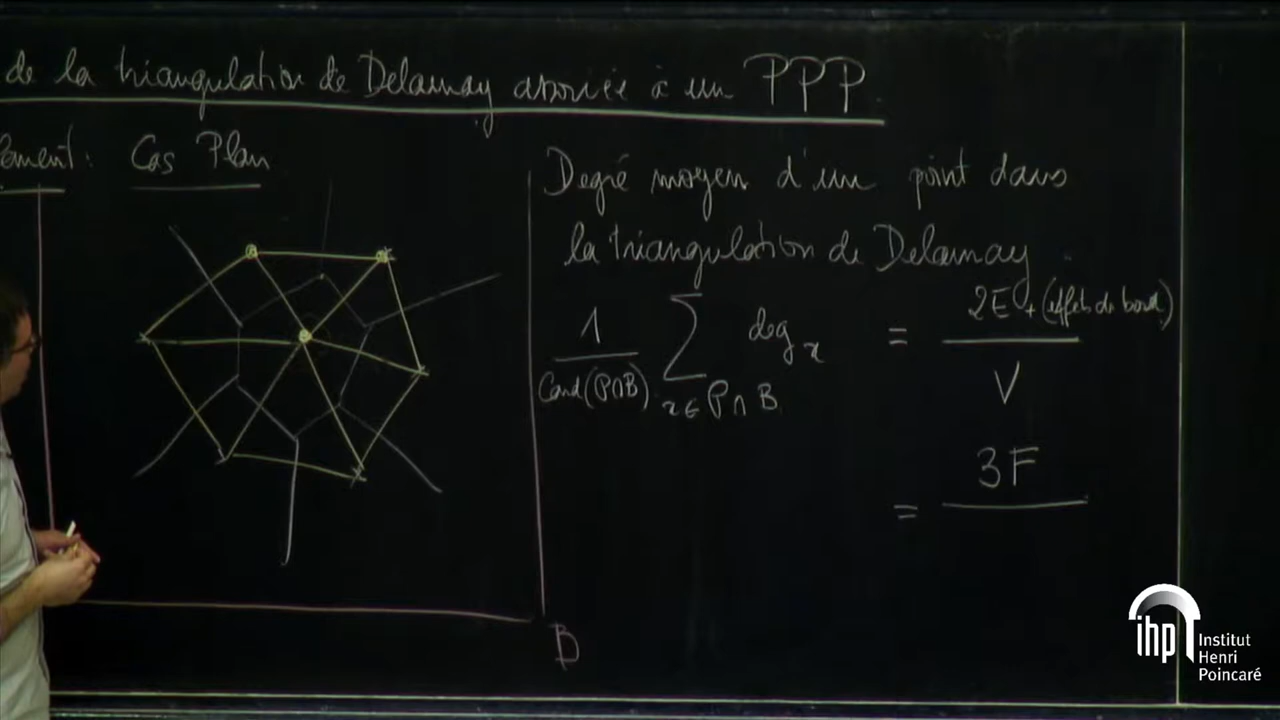 de la triangulation de Delaunay associée à un PPP
Cas Plan
Degré moyen d'un point dans
la triangulation de Delaunay
1 / Card(P∩B) ∑ x∈P∩B deg x = 2E + (effets de bord) / V
= 3F
B
ihp
Institut
Henri
Poincaré